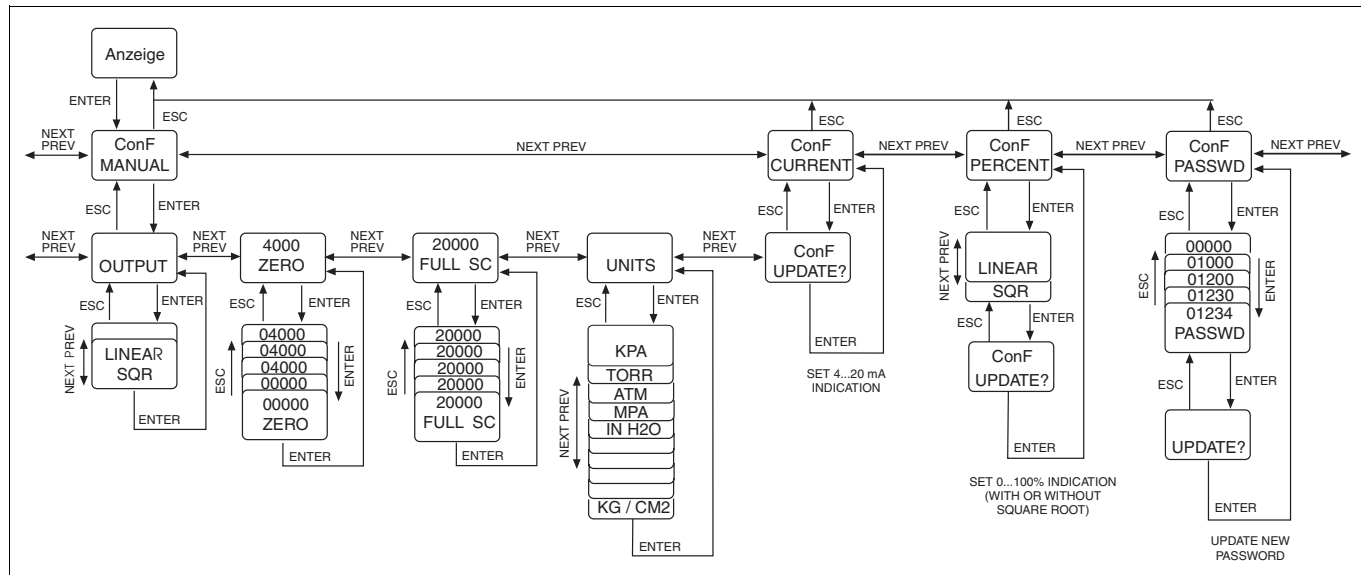 Anzeige
ENTER
ESC
NEXT
PREV
ConF
MANUAL
NEXT PREV
ESC
ConF
CURRENT
NEXT PREV
ESC
ConF
PERCENT
NEXT PREV
ESC
ConF
PASSWD
NEXT PREV
ESC
ENTER
NEXT
PREV
OUTPUT
NEXT
PREV
4000
ZERO
NEXT PREV
20000
FULL SC
NEXT PREV
UNITS
NEXT
PREV
ESC
ENTER
ConF
UPDATE?
ENTER
SET 4...20 mA
INDICATION
ESC
ENTER
NEXT PREV
LINEAR
SQR
ESC
ENTER
ConF
UPDATE?
ENTER
SET 0...100% INDICATION
(WITH OR WITHOUT
SQUARE ROOT)
ESC
ENTER
ESC
00000
01000
01200
01230
01234
PASSWD
ENTER
ESC
ENTER
UPDATE?
ENTER
UPDATE NEW
PASSWORD
ESC
ENTER
NEXT PREV
LINEAR
SQR
ENTER
ESC
ENTER
ESC
04000
04000
04000
00000
00000
ZERO
ENTER
ENTER
ESC
ENTER
ESC
20000
20000
20000
20000
20000
FULL SC
ENTER
ENTER
ESC
ENTER
NEXT PREV
KPA
TORR
ATM
MPA
IN H2O
KG / CM2
ENTER